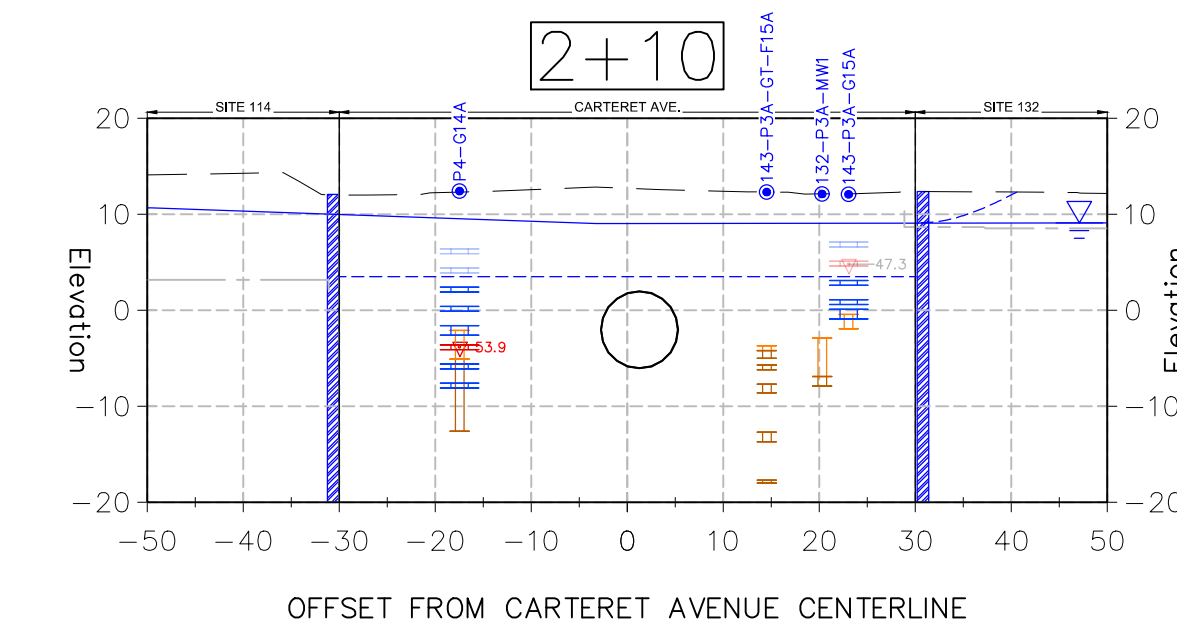 2+10
SITE 114
CARTERET AVE.
SITE 132
P4-G14A
143-P3A-GT-F15A
132-P3A-MW1
143-P3A-G15A
20
10
0
-10
-20
20
10
0
-10
-20
Elevation
Elevation
47.3
53.9
-50
-40
-30
-20
-10
0
10
20
30
40
50
OFFSET FROM CARTERET AVENUE CENTERLINE